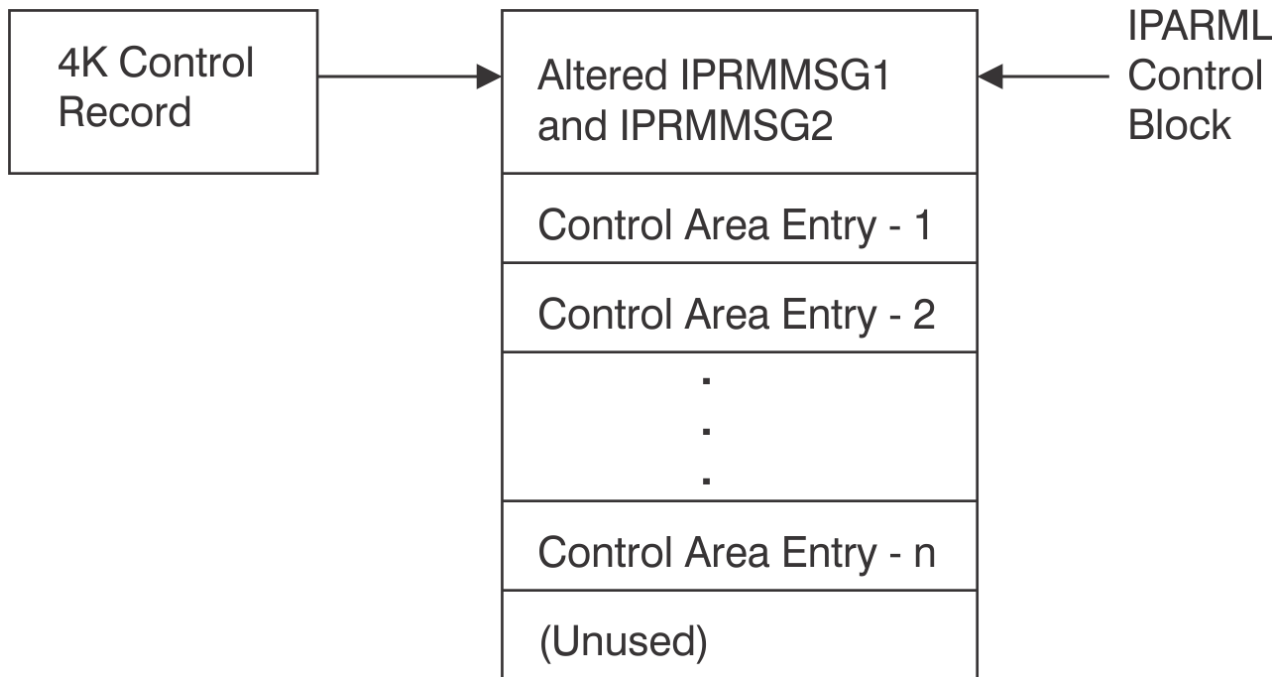 4K Control
Record
Altered IPRMMSG1
and IPRMMSG2
IPARML
Control
Block
Control Area Entry - 1
Control Area Entry - 2
.
.
.
Control Area Entry - n
(Unused)